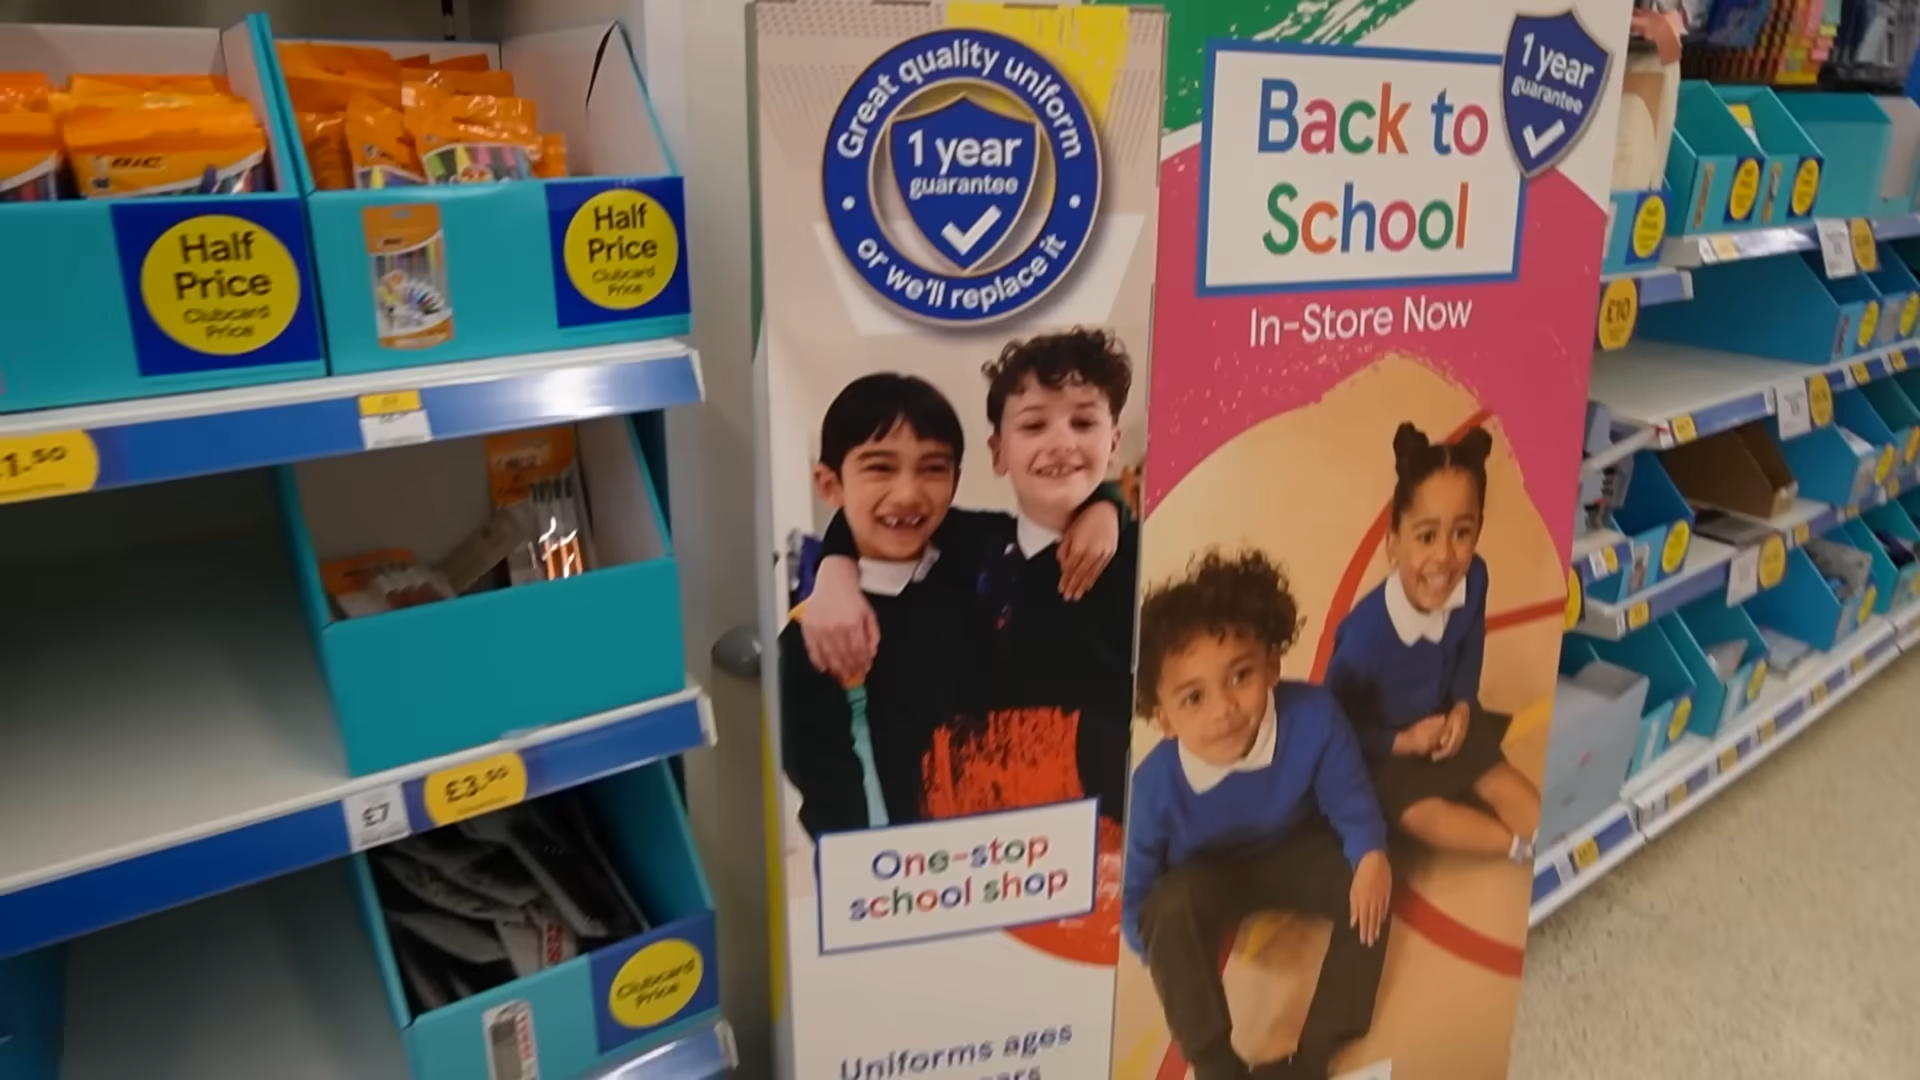 BIC
Half
Price
Clubcard
Price
Half
Price
Clubcard
Price
£1.50
£7
£3.50
Clubcard
Price
Great quality uniform
1 year
guarantee
or we'll replace it
One-stop
school shop
Uniforms ages
Back to
School
1 year
guarantee
In-Store Now
£10